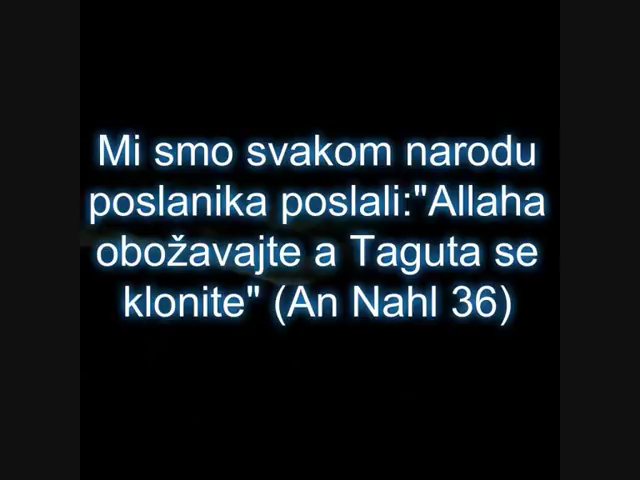 Mi smo svakom narodu
poslanika poslali:"Allaha
obožavajte a Taguta se
klonite" (An Nahl 36)